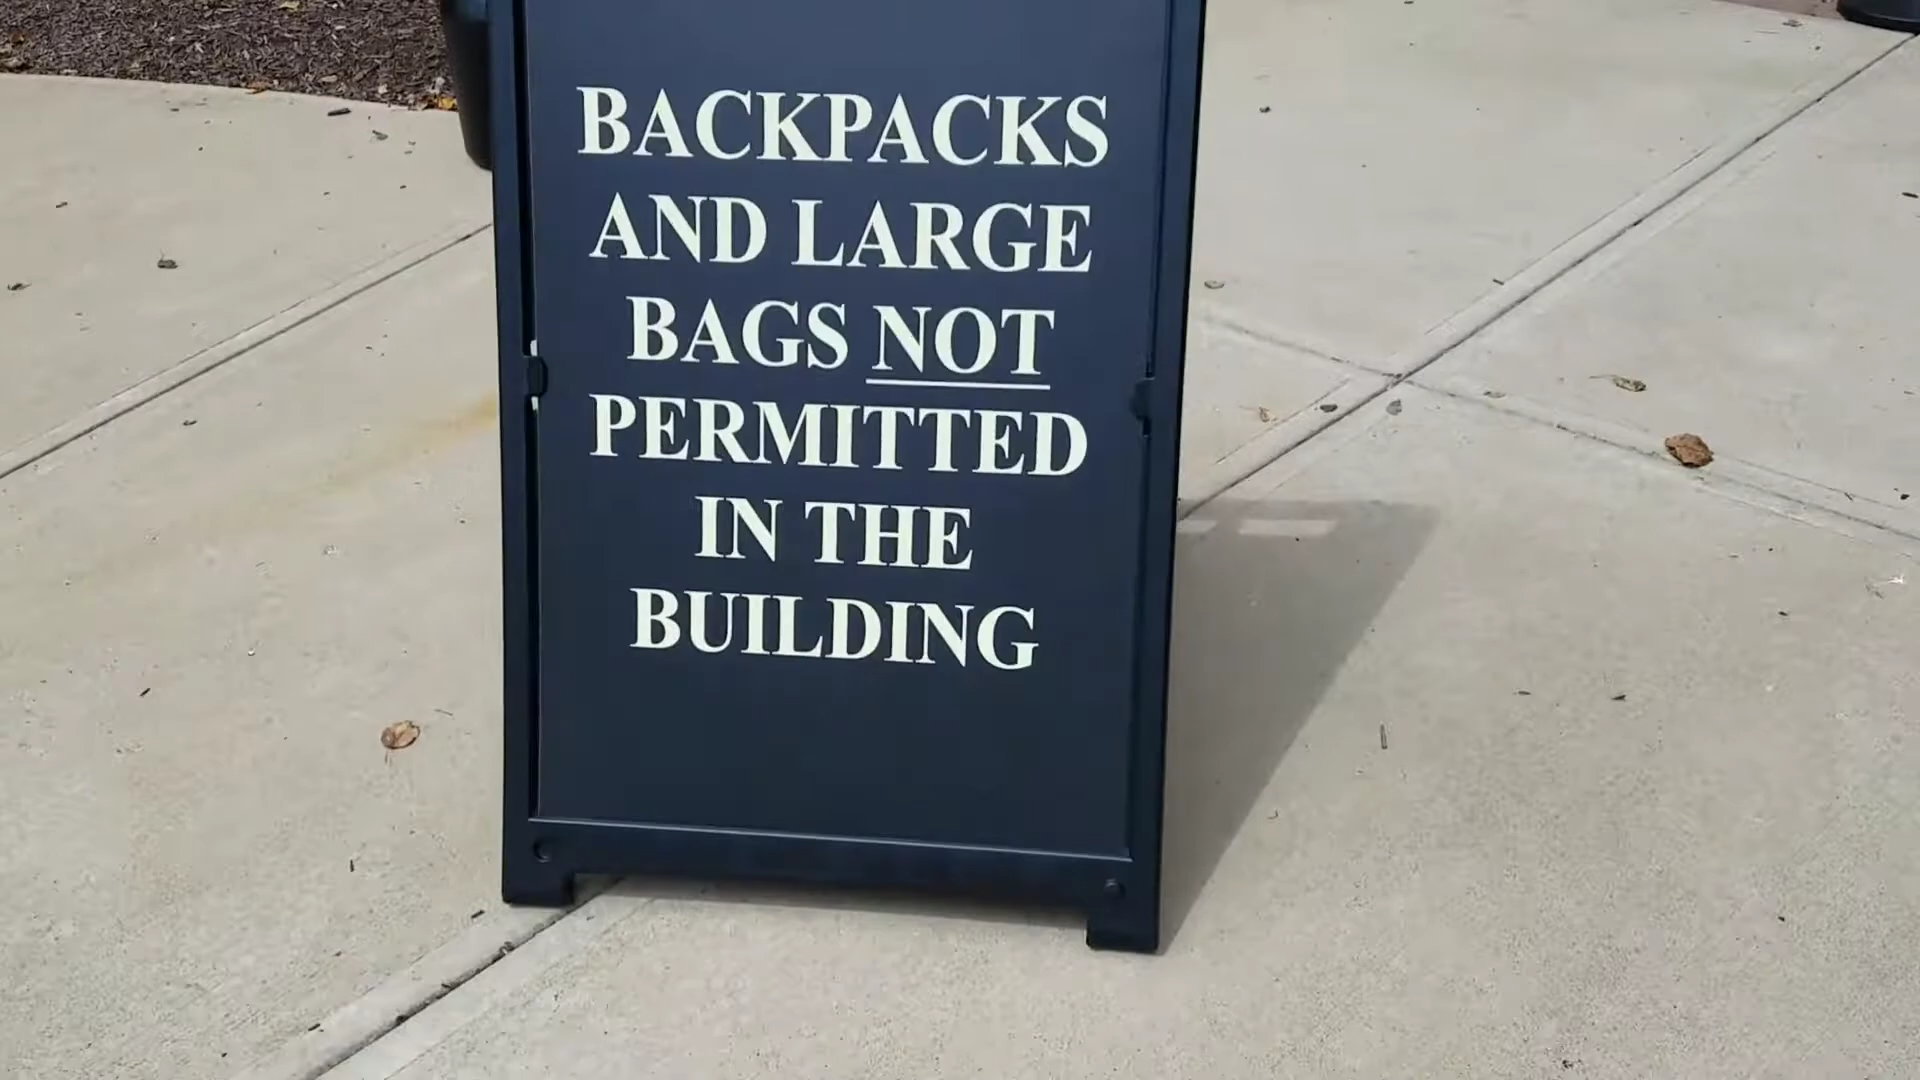 BACKPACKS
AND LARGE
BAGS NOT
PERMITTED
IN THE
BUILDING